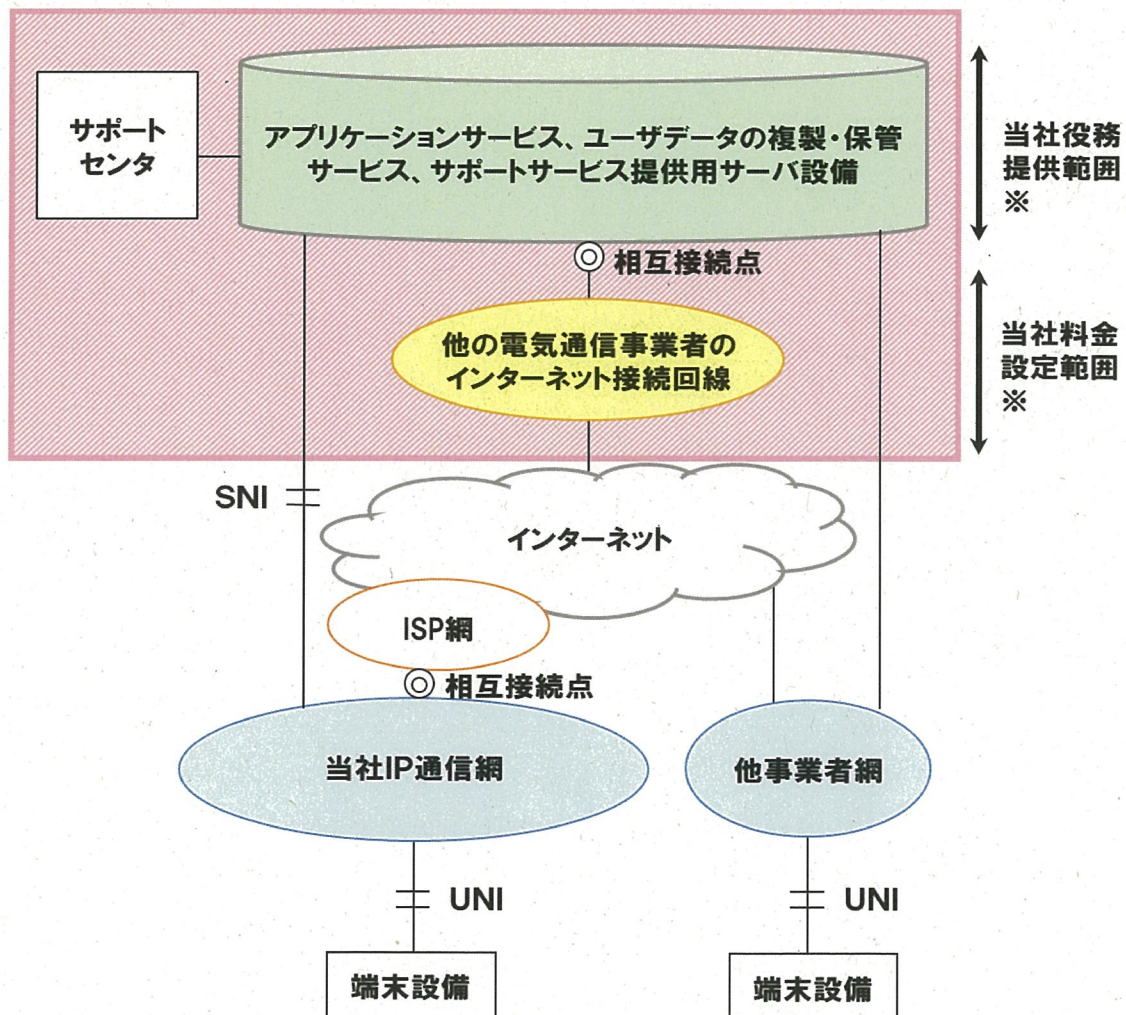 サポート
センタ
アプリケーションサービス、ユーザデータの複製・保管
サービス、サポートサービス提供用サーバ設備
当社役務
提供範囲
※
相互接続点
他の電気通信事業者の
インターネット接続回線
当社料金
設定範囲
※
SNI
インターネット
ISP網
相互接続点
当社IP通信網
他事業者網
UNI
UNI
端末設備
端末設備